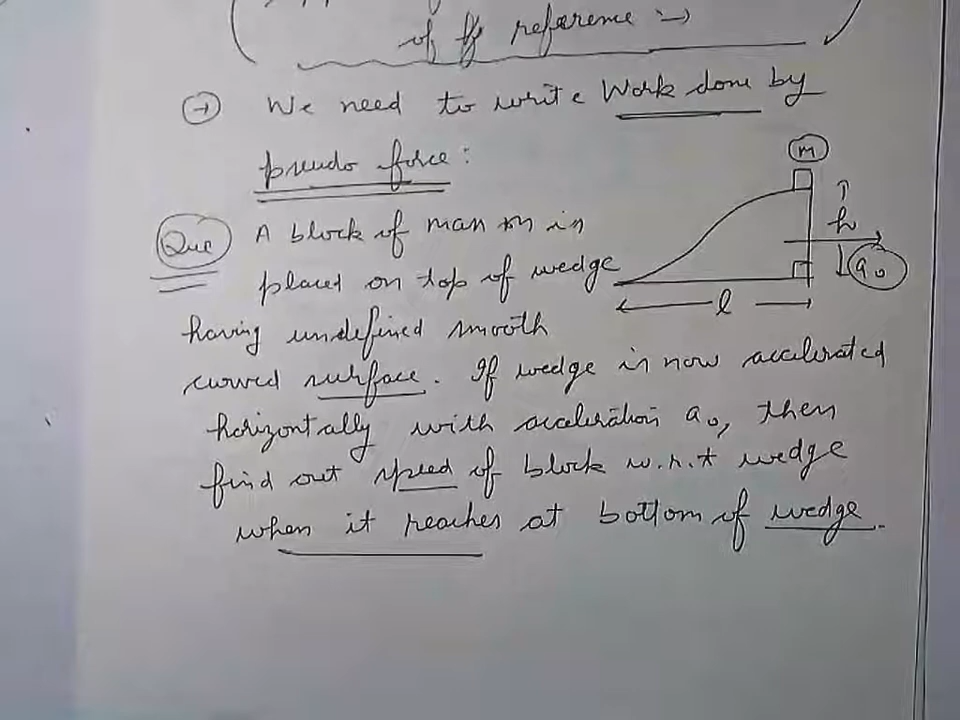 of reference :→
→ We need to write Work done by
pseudo force :
m
Que A block of mass m is
h
placed on top of wedge
a₀
l
having undefined smooth
curved surface. If wedge is now accelerated
horizontally with acceleration a₀, then
find out speed of block w.r.t wedge
when it reaches at bottom of wedge.